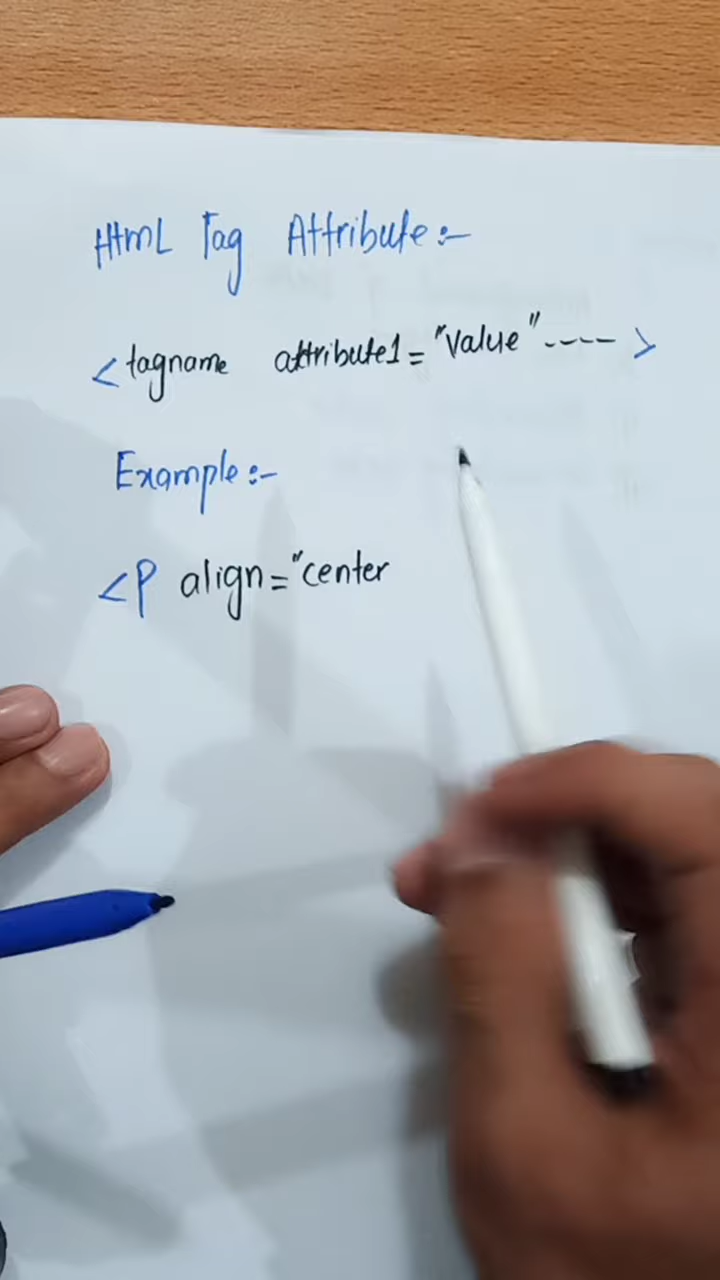 HtmL Tag Attribute:-
<tagname attribute1="value"---->
Example:-
<P align="center